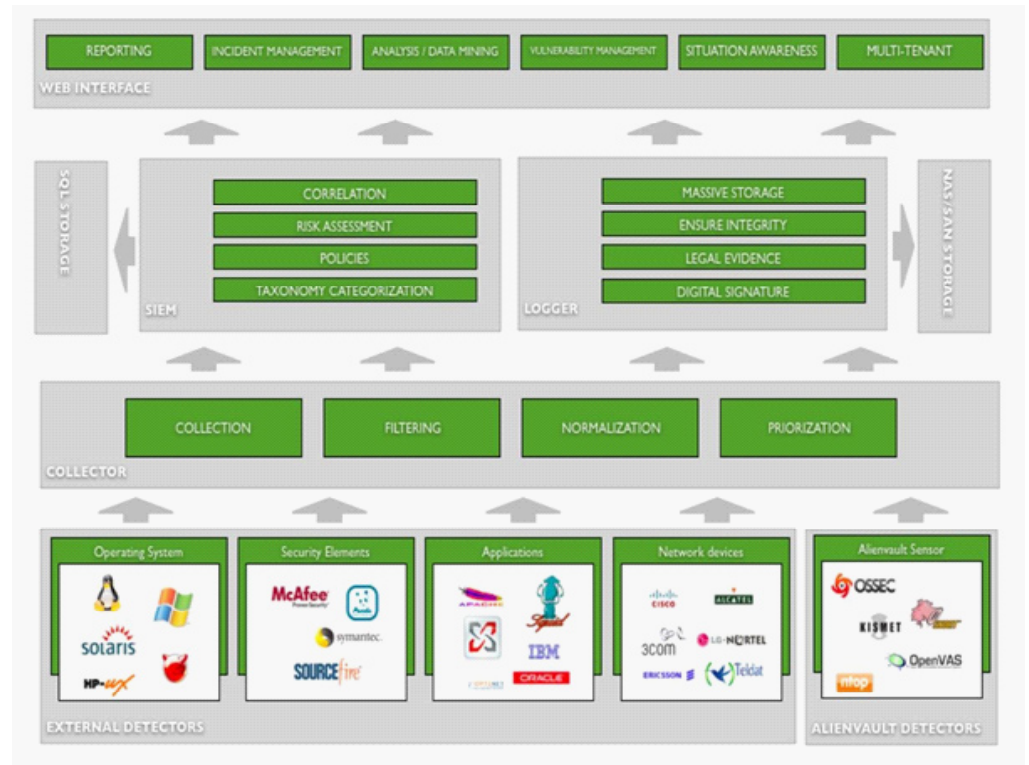 REPORTING
INCIDENT MANAGEMENT
ANALYSIS / DATA MINING
VULNERABILITY MANAGEMENT
SITUATION AWARENESS
MULTI-TENANT
WEB INTERFACE
SQL STORAGE
CORRELATION
RISK ASSESSMENT
POLICIES
TAXONOMY CATEGORIZATION
SIEM
MASSIVE STORAGE
ENSURE INTEGRITY
LEGAL EVIDENCE
DIGITAL SIGNATURE
LOGGER
NAS/SAN STORAGE
COLLECTION
FILTERING
NORMALIZATION
PRIORIZATION
COLLECTOR
Operating System
solaris
HP-UX
Security Elements
McAfee
Proven Security
symantec.
SOURCEfire
Applications
APACHE
Squid
IBM
ORACLE
Network devices
CISCO
ALCATEL
3com
LG-NORTEL
ERICSSON
Teldat
EXTERNAL DETECTORS
Alienvault Sensor
OSSEC
KISMET
OpenVAS
ntop
ALIENVAULT DETECTORS